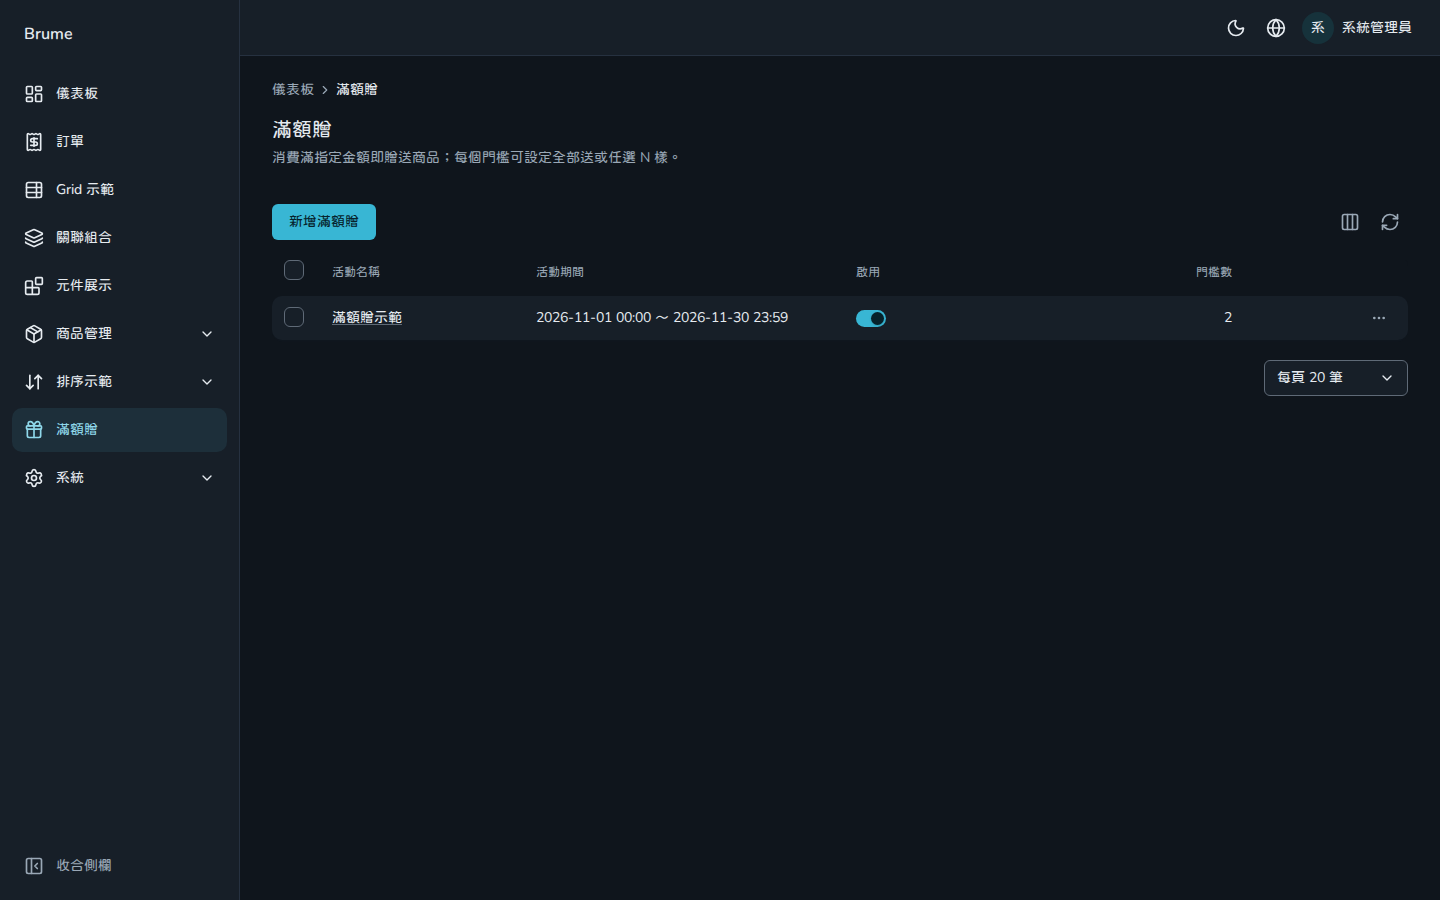 Brume
儀表板
訂單
Grid 示範
關聯組合
元件展示
商品管理
排序示範
滿額贈
系統
收合側欄
系 系統管理員
儀表板 > 滿額贈
滿額贈
消費滿指定金額即贈送商品；每個門檻可設定全部送或任選 N 樣。
新增滿額贈
活動名稱 活動期間 啟用 門檻數
滿額贈示範 2026-11-01 00:00 ～ 2026-11-30 23:59 2
每頁 20 筆